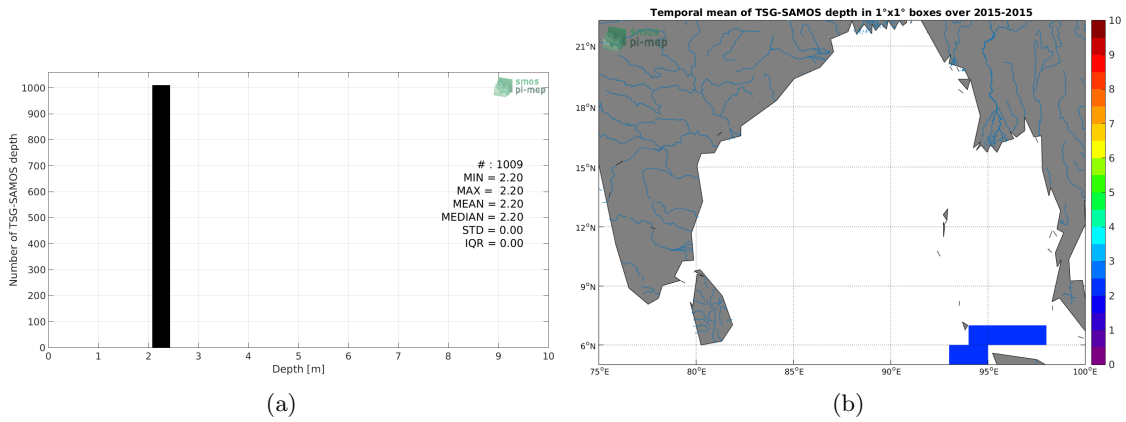 smos
pi-mep
Number of TSG-SAMOS depth
1000
900
800
700
600
500
400
300
200
100
0
# : 1009
MIN = 2.20
MAX = 2.20
MEAN = 2.20
MEDIAN = 2.20
STD = 0.00
IQR = 0.00
0 1 2 3 4 5 6 7 8 9 10
Depth [m]
(a)
Temporal mean of TSG-SAMOS depth in 1°x1° boxes over 2015-2015
smos
pi-mep
21°N
18°N
15°N
12°N
9°N
6°N
75°E 80°E 85°E 90°E 95°E 100°E
10
9
8
7
6
5
4
3
2
1
0
(b)